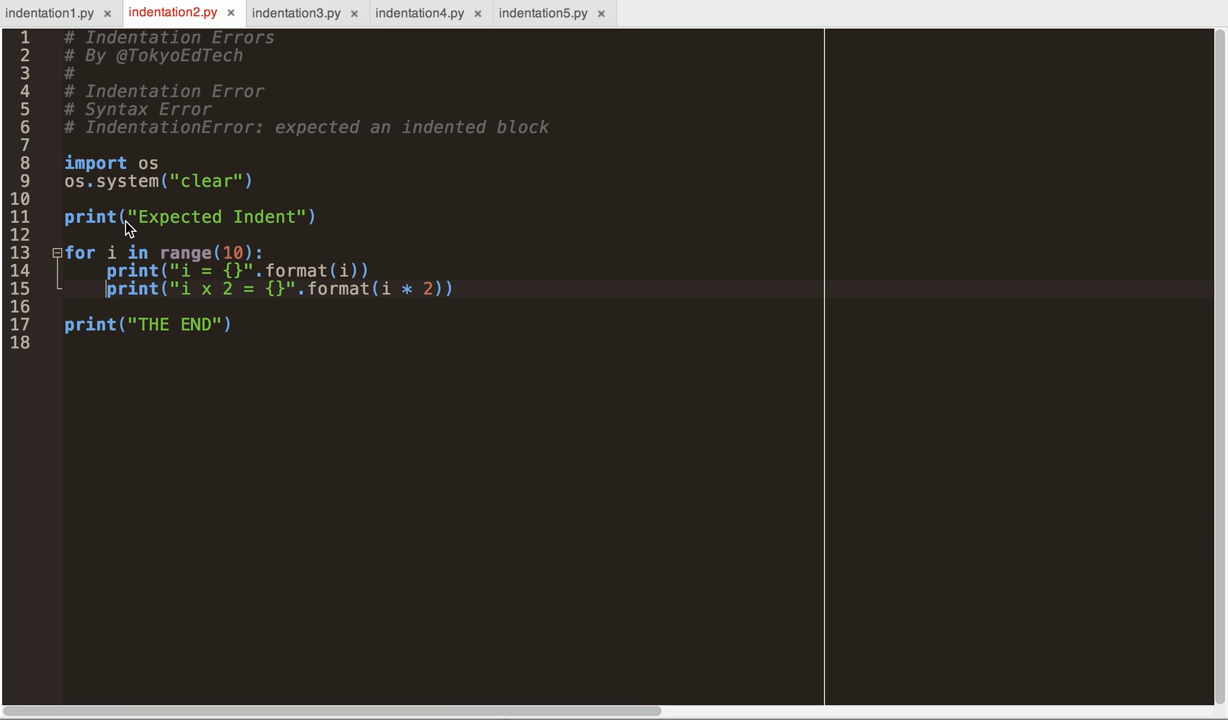 indentation1.py × indentation2.py × indentation3.py × indentation4.py × indentation5.py ×
1 # Indentation Errors
2 # By @TokyoEdTech
3 #
4 # Indentation Error
5 # Syntax Error
6 # IndentationError: expected an indented block
7
8 import os
9 os.system("clear")
10
11 print("Expected Indent")
12
13 for i in range(10):
14     print("i = {}".format(i))
15     print("i x 2 = {}".format(i * 2))
16
17 print("THE END")
18